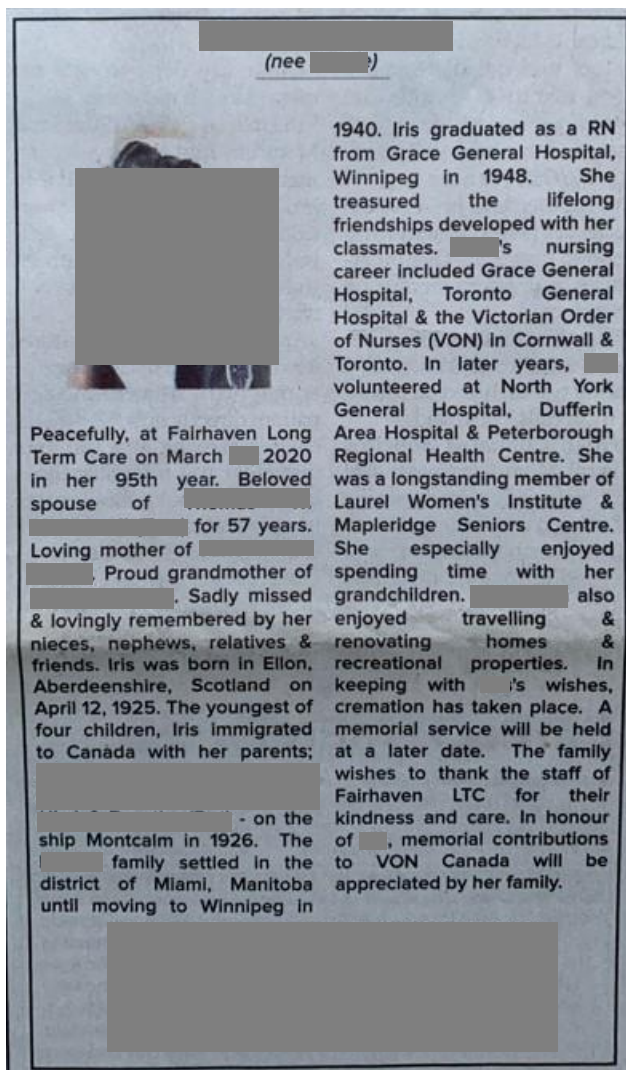 (nee
Peacefully, at Fairhaven Long
Term Care on March 2020
in her 95th year. Beloved
spouse of
for 57 years.
Loving mother of
. Proud grandmother of
. Sadly missed
& lovingly remembered by her
nieces, nephews, relatives &
friends. Iris was born in Ellon,
Aberdeenshire, Scotland on
April 12, 1925. The youngest of
four children, Iris immigrated
to Canada with her parents;
- on the
ship Montcalm in 1926. The
family settled in the
district of Miami, Manitoba
until moving to Winnipeg in
1940. Iris graduated as a RN
from Grace General Hospital,
Winnipeg in 1948. She
treasured the lifelong
friendships developed with her
classmates. 's nursing
career included Grace General
Hospital, Toronto General
Hospital & the Victorian Order
of Nurses (VON) in Cornwall &
Toronto. In later years,
volunteered at North York
General Hospital, Dufferin
Area Hospital & Peterborough
Regional Health Centre. She
was a longstanding member of
Laurel Women's Institute &
Mapleridge Seniors Centre.
She especially enjoyed
spending time with her
grandchildren. also
enjoyed travelling &
renovating homes &
recreational properties. In
keeping with 's wishes,
cremation has taken place. A
memorial service will be held
at a later date. The family
wishes to thank the staff of
Fairhaven LTC for their
kindness and care. In honour
of , memorial contributions
to VON Canada will be
appreciated by her family.